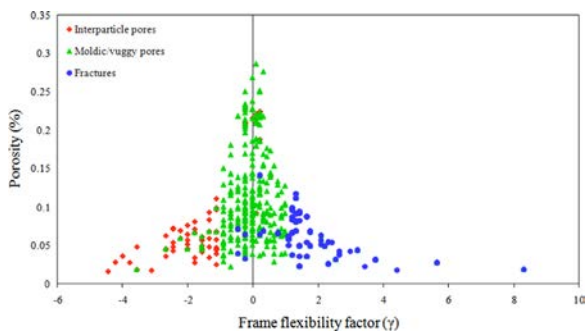 0.35
Interparticle pores
0.3
Moldic/vuggy pores
0.25
Fractures
0.2
0.15
0.1
0.05
0
Porosity (%)
-6 -4 -2 0 2 4 6 8 10
Frame flexibility factor (γ)